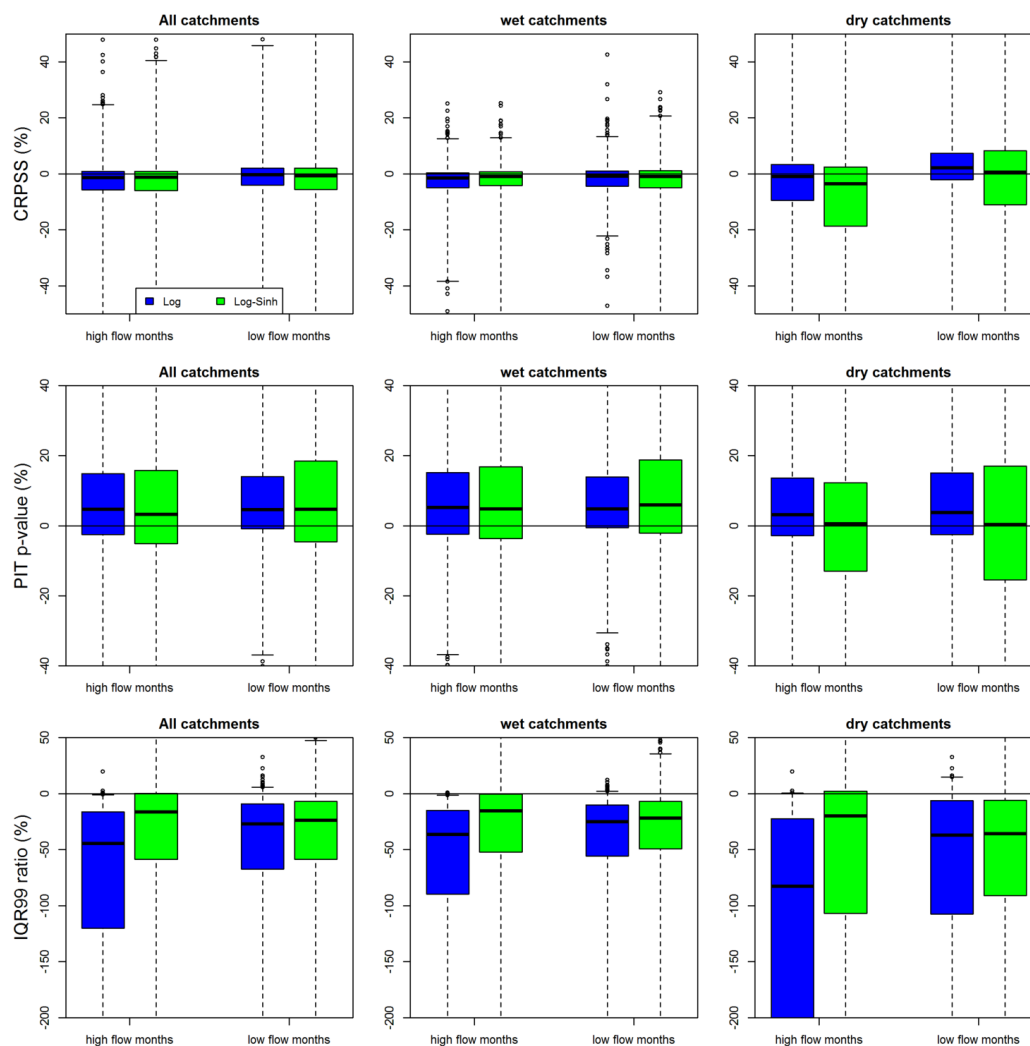 All catchments wet catchments dry catchments
CRPSS (%)
40
20
0
-20
-40
Log Log-Sinh
high flow months low flow months high flow months low flow months high flow months low flow months
All catchments wet catchments dry catchments
PIT p-value (%)
40
20
0
-20
-40
high flow months low flow months high flow months low flow months high flow months low flow months
All catchments wet catchments dry catchments
IQR99 ratio (%)
50
0
-50
-100
-150
-200
high flow months low flow months high flow months low flow months high flow months low flow months